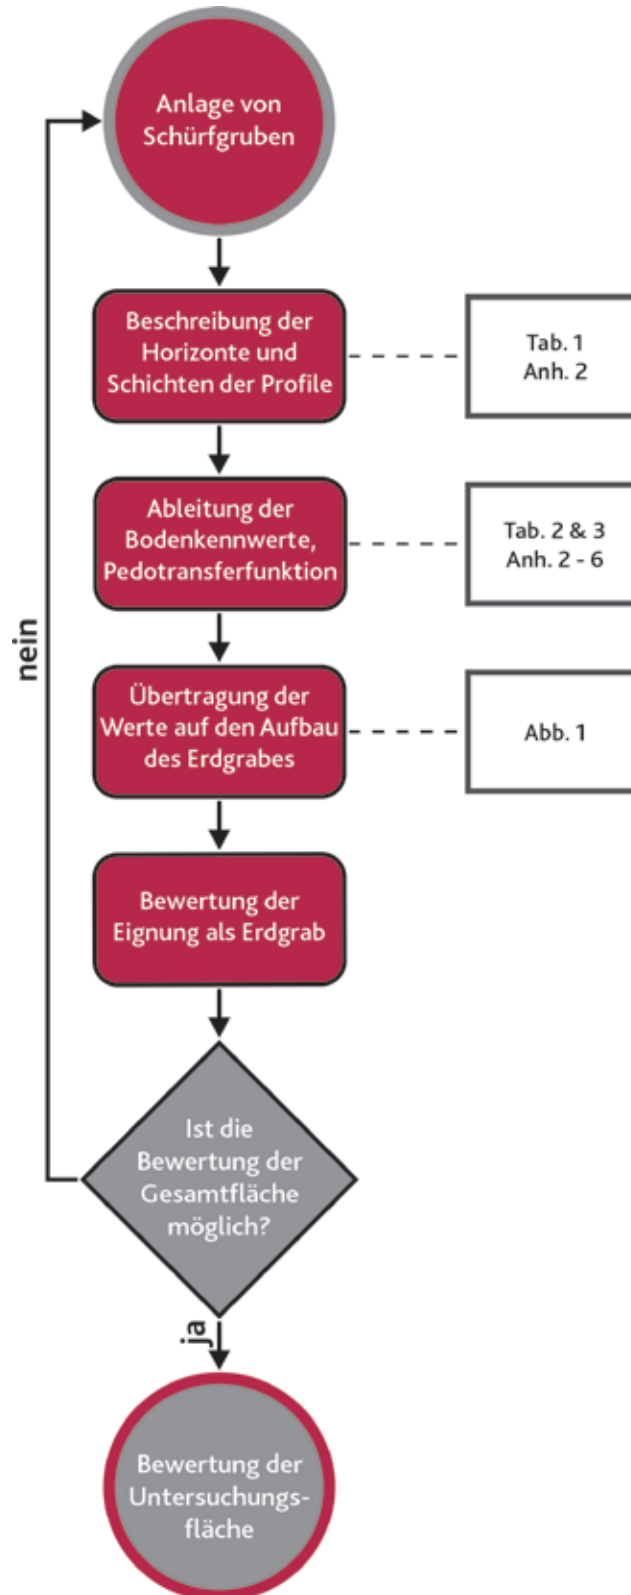 Anlage von
Schürfgruben
Beschreibung der
Horizonte und
Schichten der Profile
Tab. 1
Anh. 2
Ableitung der
Bodenkennwerte,
Pedotransferfunktion
Tab. 2 & 3
Anh. 2 - 6
nein
Übertragung der
Werte auf den Aufbau
des Erdgrabes
Abb. 1
Bewertung der
Eignung als Erdgrab
Ist die
Bewertung der
Gesamtfläche
möglich?
ja
Bewertung der
Untersuchungs-
fläche